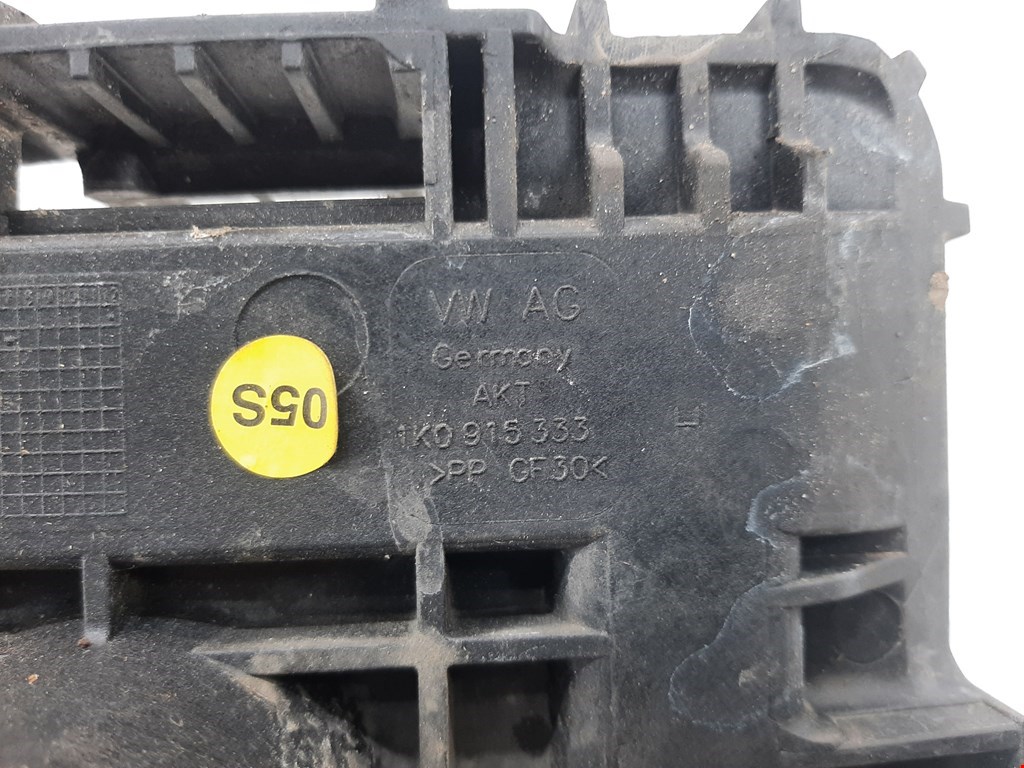 VW AG
Germany
AKT
1K0 915 333
>PP GF30<
05S
E